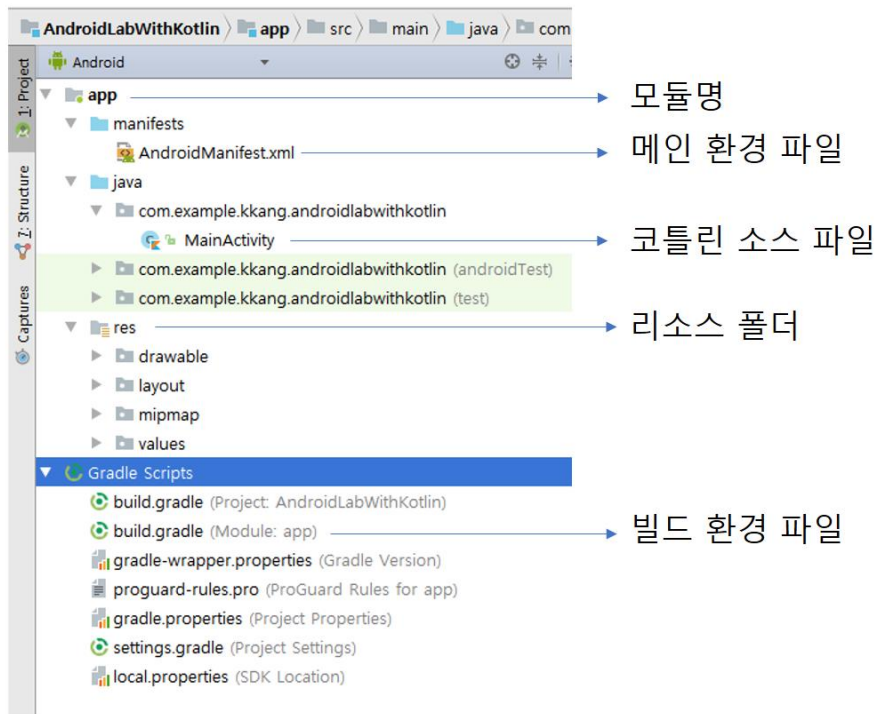 AndroidLabWithKotlin app src main java com
Android
1: Project
7: Structure
Captures
app
모듈명
manifests
AndroidManifest.xml
메인 환경 파일
java
com.example.kkang.androidlabwithkotlin
MainActivity
코틀린 소스 파일
com.example.kkang.androidlabwithkotlin (androidTest)
com.example.kkang.androidlabwithkotlin (test)
res
리소스 폴더
drawable
layout
mipmap
values
Gradle Scripts
build.gradle (Project: AndroidLabWithKotlin)
build.gradle (Module: app)
빌드 환경 파일
gradle-wrapper.properties (Gradle Version)
proguard-rules.pro (ProGuard Rules for app)
gradle.properties (Project Properties)
settings.gradle (Project Settings)
local.properties (SDK Location)